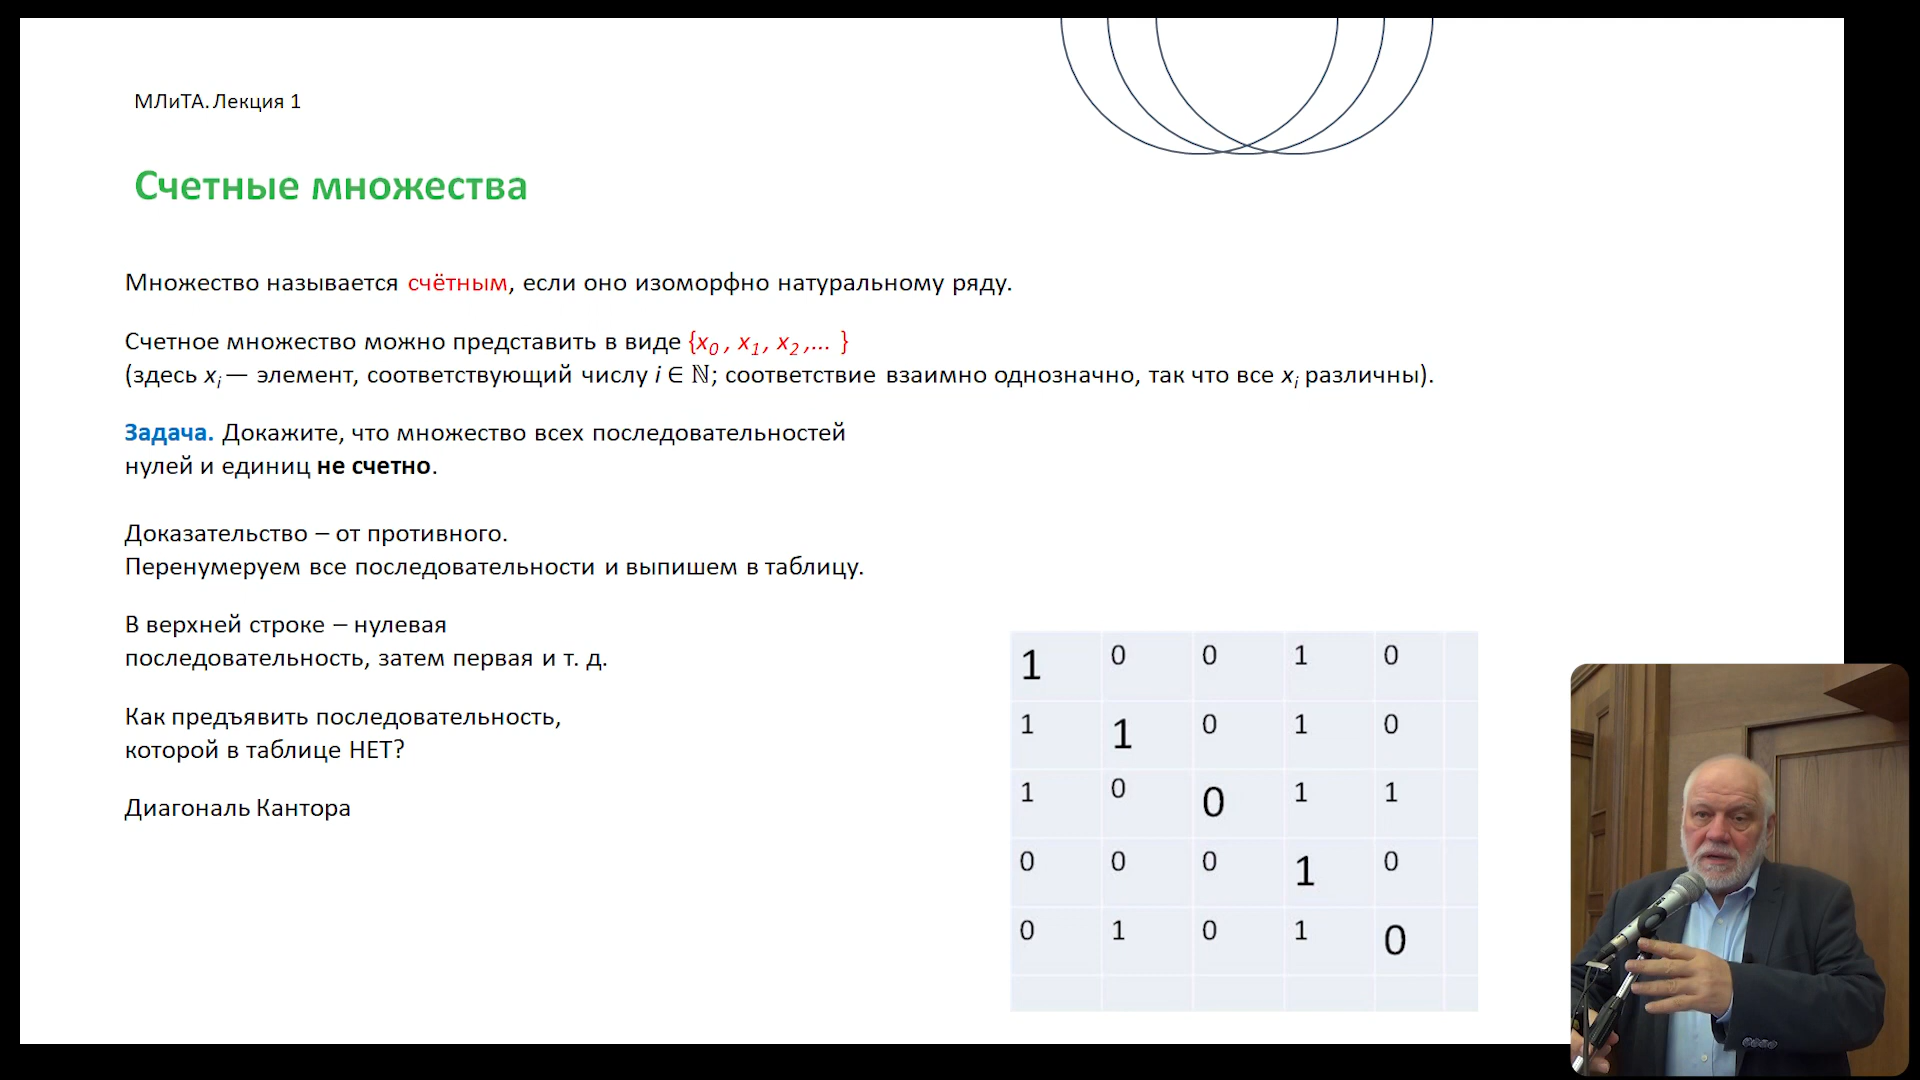 МЛиТА. Лекция 1
Счетные множества
Множество называется счётным, если оно изоморфно натуральному ряду.
Счетное множество можно представить в виде {x₀ , x₁ , x₂ ,... }
(здесь xᵢ — элемент, соответствующий числу i ∈ ℕ; соответствие взаимно однозначно, так что все xᵢ различны).
Задача. Докажите, что множество всех последовательностей
нулей и единиц не счетно.
Доказательство – от противного.
Перенумеруем все последовательности и выпишем в таблицу.
В верхней строке – нулевая
последовательность, затем первая и т. д.
Как предъявить последовательность,
которой в таблице НЕТ?
Диагональ Кантора
1 0 0 1 0
1 1 0 1 0
1 0 0 1 1
0 0 0 1 0
0 1 0 1 0